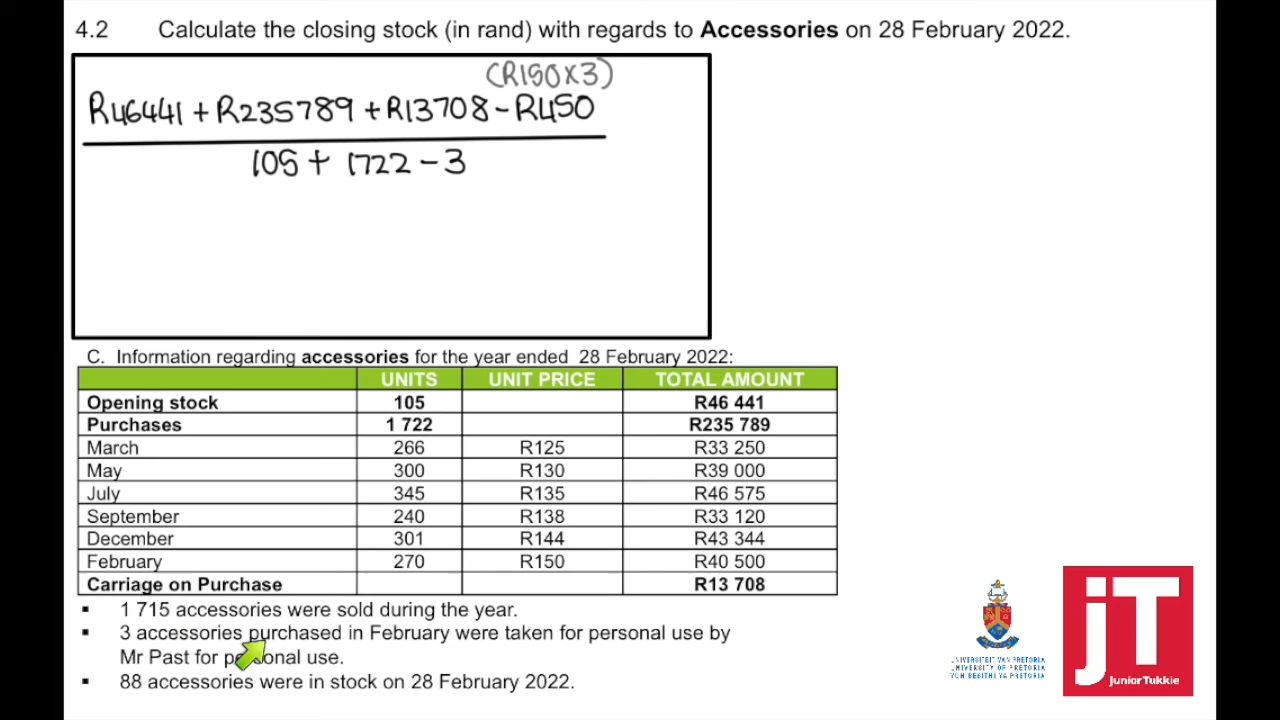 4.2 Calculate the closing stock (in rand) with regards to Accessories on 28 February 2022.
(R150x3)
R46441 + R235789 + R13708 - R450
105 + 1722 - 3
C. Information regarding accessories for the year ended 28 February 2022:
UNITS UNIT PRICE TOTAL AMOUNT
Opening stock 105 R46 441
Purchases 1 722 R235 789
March 266 R125 R33 250
May 300 R130 R39 000
July 345 R135 R46 575
September 240 R138 R33 120
December 301 R144 R43 344
February 270 R150 R40 500
Carriage on Purchase R13 708
▪ 1 715 accessories were sold during the year.
▪ 3 accessories purchased in February were taken for personal use by
Mr Past for personal use.
▪ 88 accessories were in stock on 28 February 2022.
UNIVERSITEIT VAN PRETORIA
UNIVERSITY OF PRETORIA
YUNIBESITHI YA PRETORIA
jT
JuniorTukkie